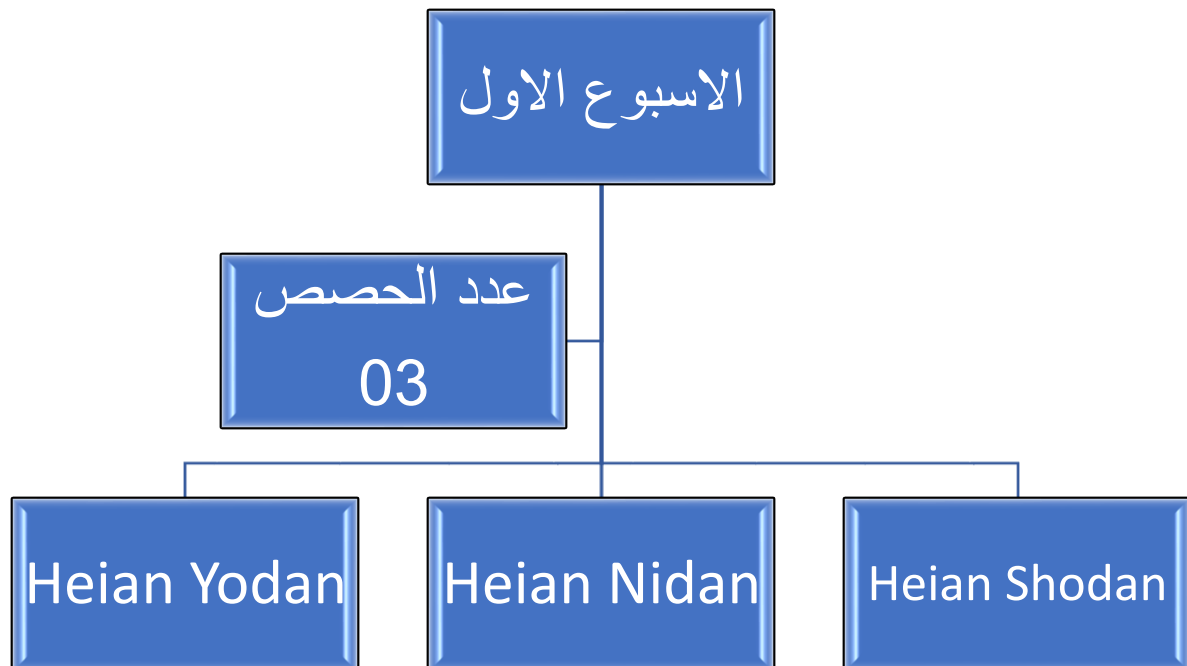 الاسبوع الاول
عدد الحصص
03
Heian Yodan
Heian Nidan
Heian Shodan